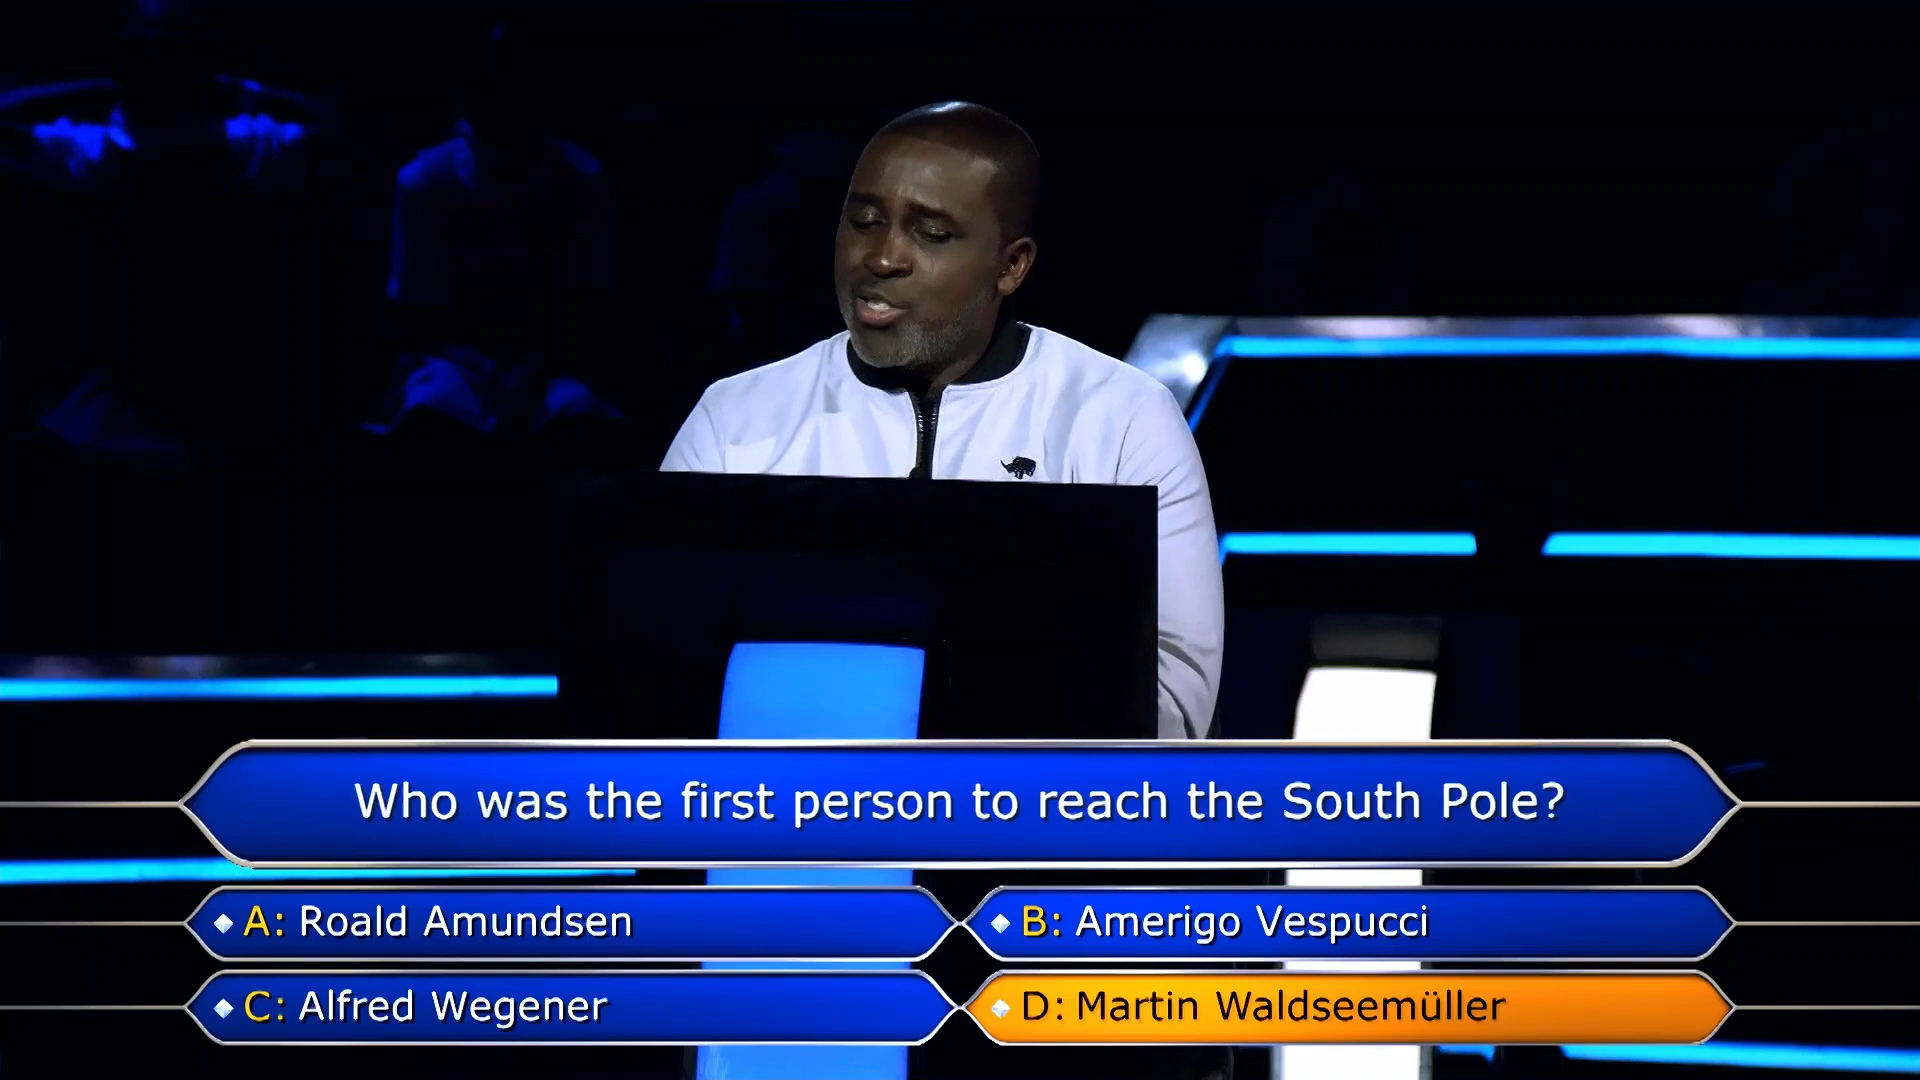 Who was the first person to reach the South Pole?
A: Roald Amundsen
B: Amerigo Vespucci
C: Alfred Wegener
D: Martin Waldseemüller